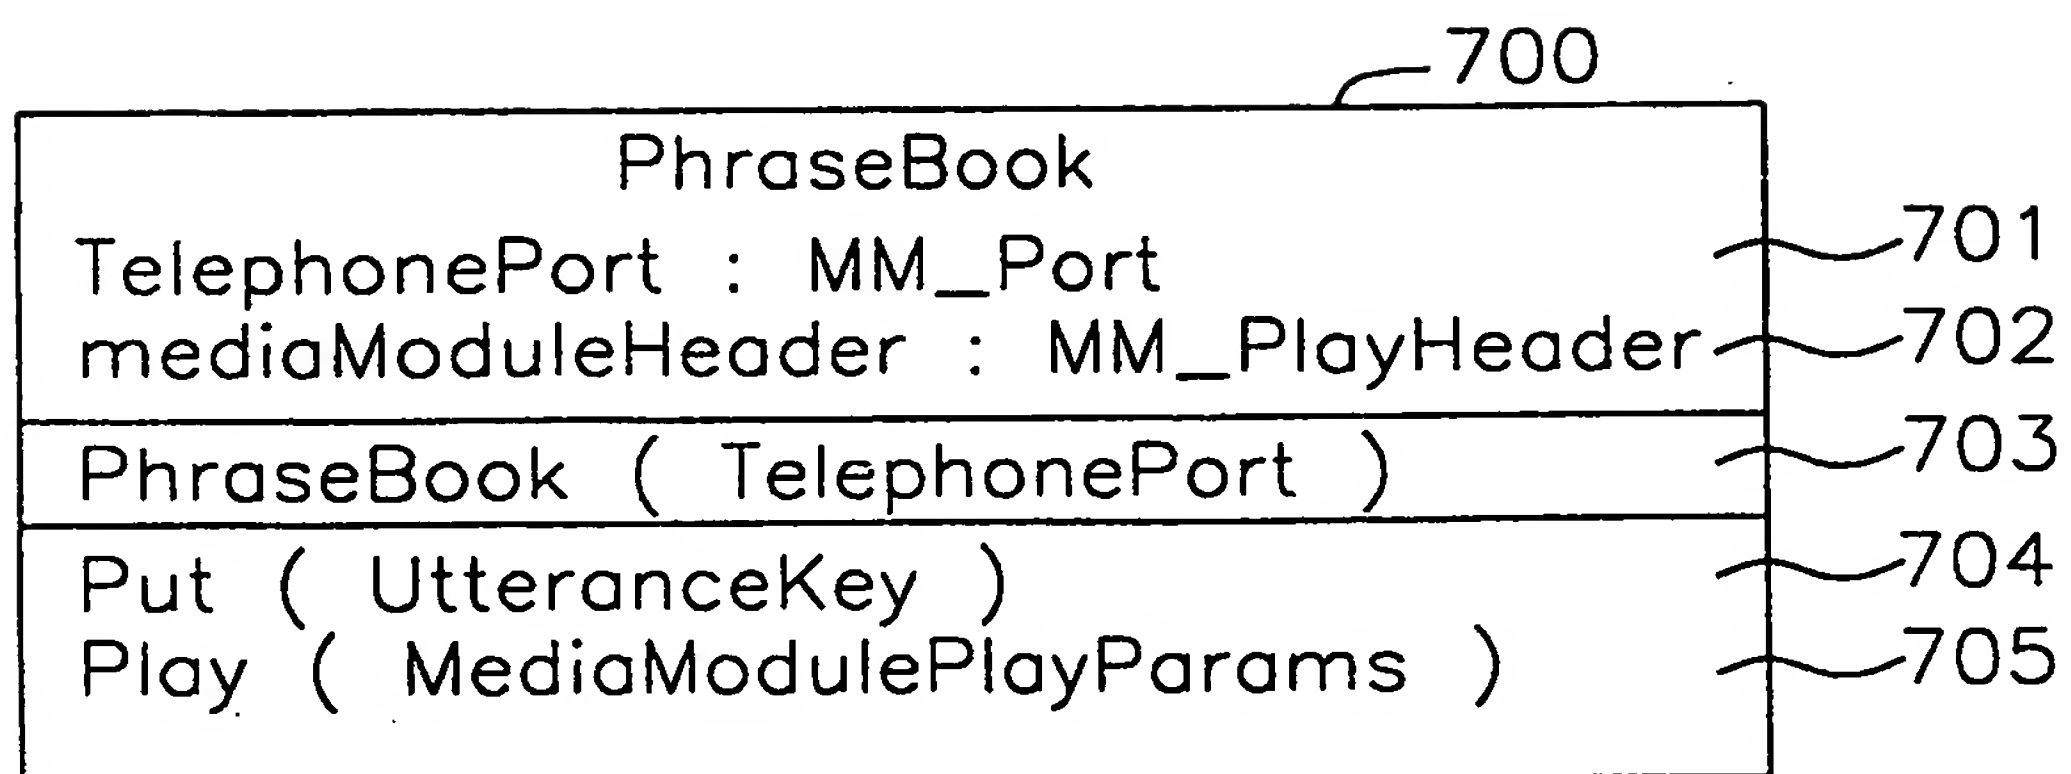 700
PhraseBook
TelephonePort : MM_Port 701
mediaModuleHeader : MM_PlayHeader 702
PhraseBook ( TelephonePort ) 703
Put ( UtteranceKey ) 704
Play ( MediaModulePlayParams ) 705